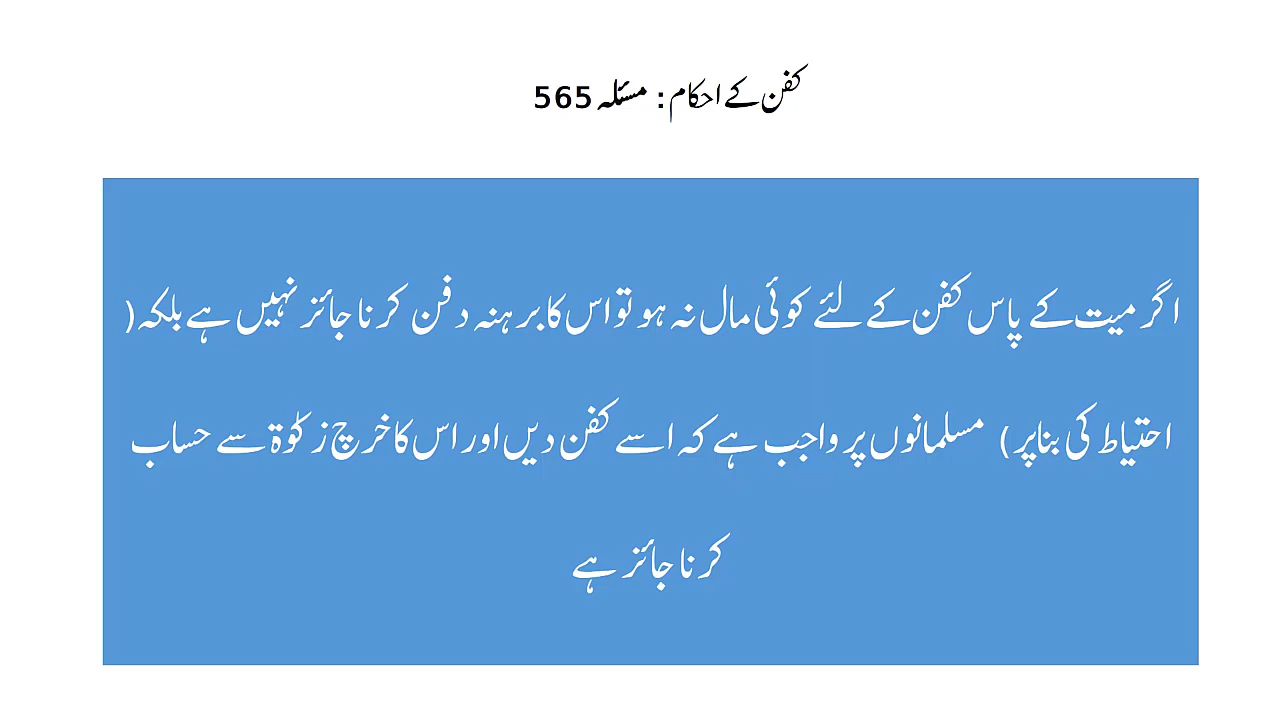 کفن کے احکام : مسئلہ 565
اگر میت کے پاس کفن کے لئے کوئی مال نہ ہو تو اس کا برہنہ دفن کرنا جائز نہیں ہے بلکہ (
احتیاط کی بنا پر ) مسلمانوں پر واجب ہے کہ اسے کفن دیں اور اس کا خرچ زکوٰۃ سے حساب
کرنا جائز ہے